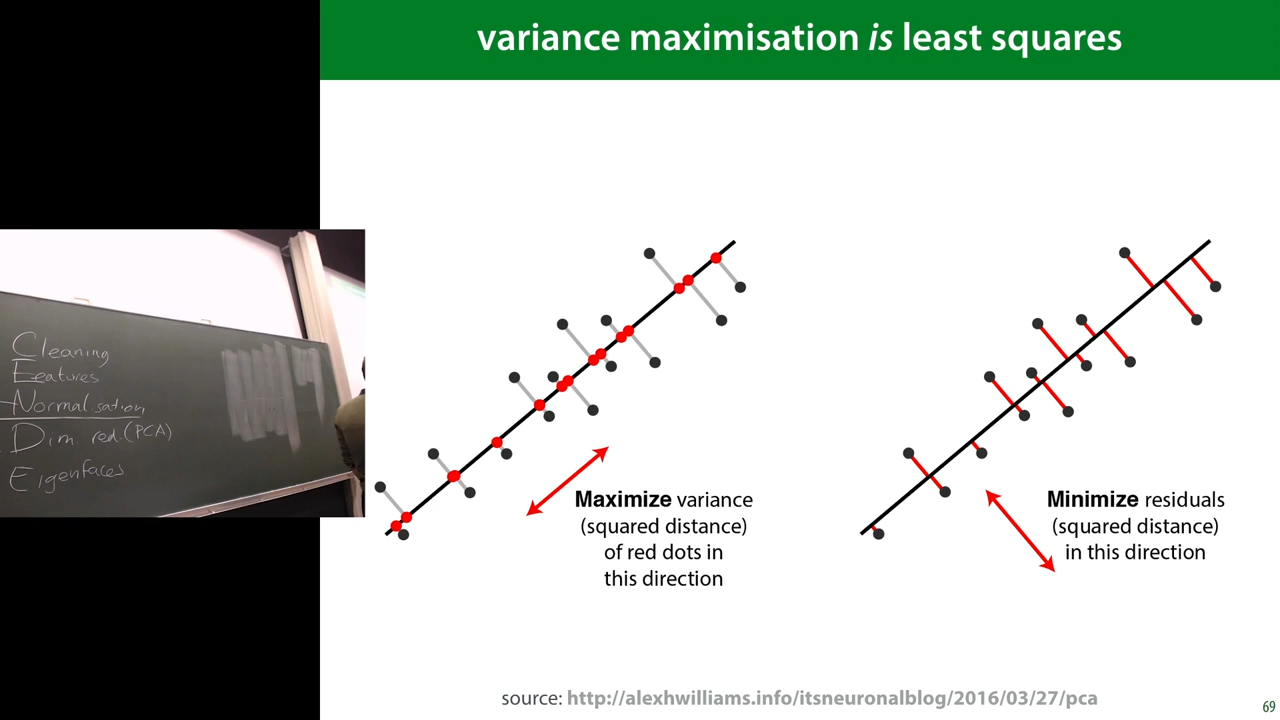 variance maximisation is least squares
Cleaning
Features
Normalisation
Dim. red. (PCA)
Eigenfaces
Maximize variance
(squared distance)
of red dots in
this direction
Minimize residuals
(squared distance)
in this direction
source: http://alexhwilliams.info/itsneuronalblog/2016/03/27/pca
69